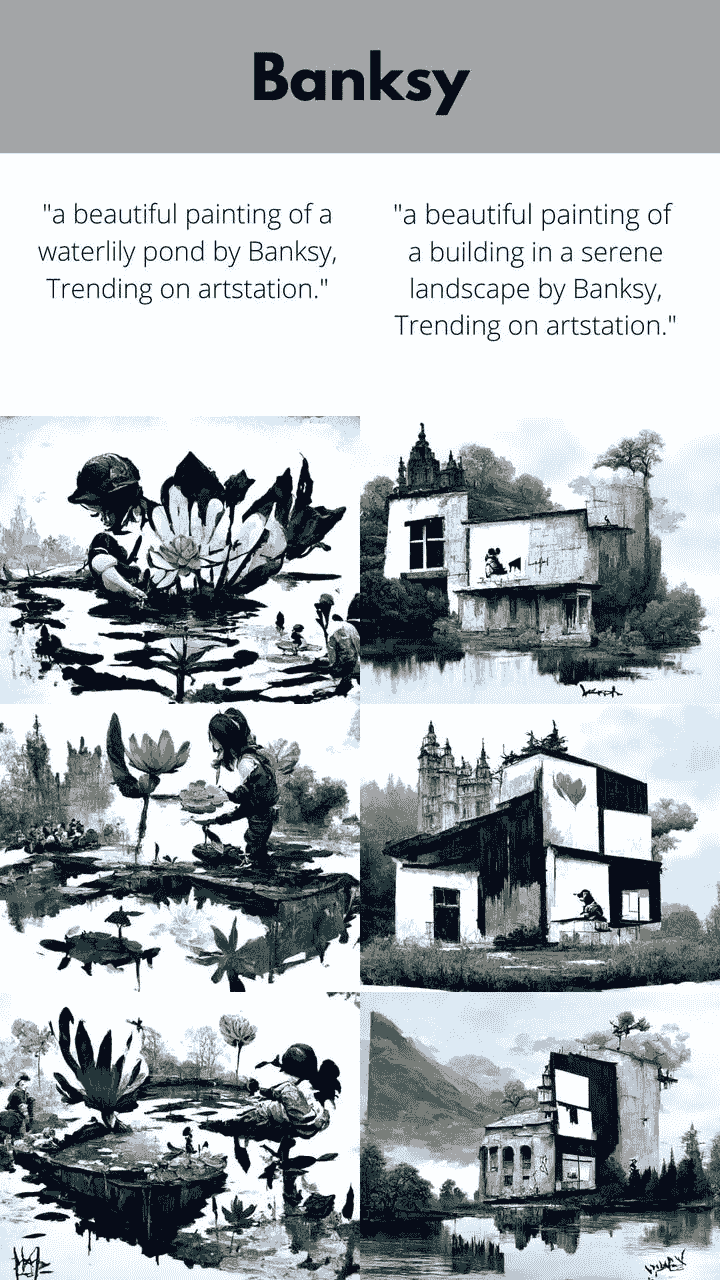 Banksy
"a beautiful painting of a
waterlily pond by Banksy,
Trending on artstation."
"a beautiful painting of
a building in a serene
landscape by Banksy,
Trending on artstation."